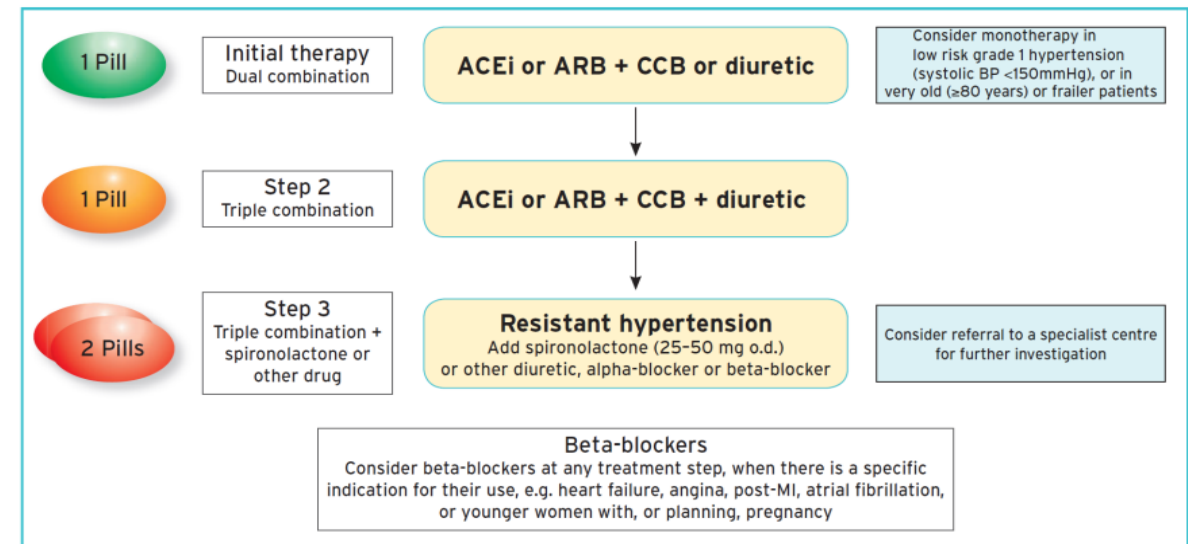 1 Pill
Initial therapy
Dual combination
ACEi or ARB + CCB or diuretic
Consider monotherapy in
low risk grade 1 hypertension
(systolic BP <150mmHg), or in
very old (≥80 years) or frailer patients
1 Pill
Step 2
Triple combination
ACEi or ARB + CCB + diuretic
2 Pills
Step 3
Triple combination +
spironolactone or
other drug
Resistant hypertension
Add spironolactone (25–50 mg o.d.)
or other diuretic, alpha-blocker or beta-blocker
Consider referral to a specialist centre
for further investigation
Beta-blockers
Consider beta-blockers at any treatment step, when there is a specific
indication for their use, e.g. heart failure, angina, post-MI, atrial fibrillation,
or younger women with, or planning, pregnancy